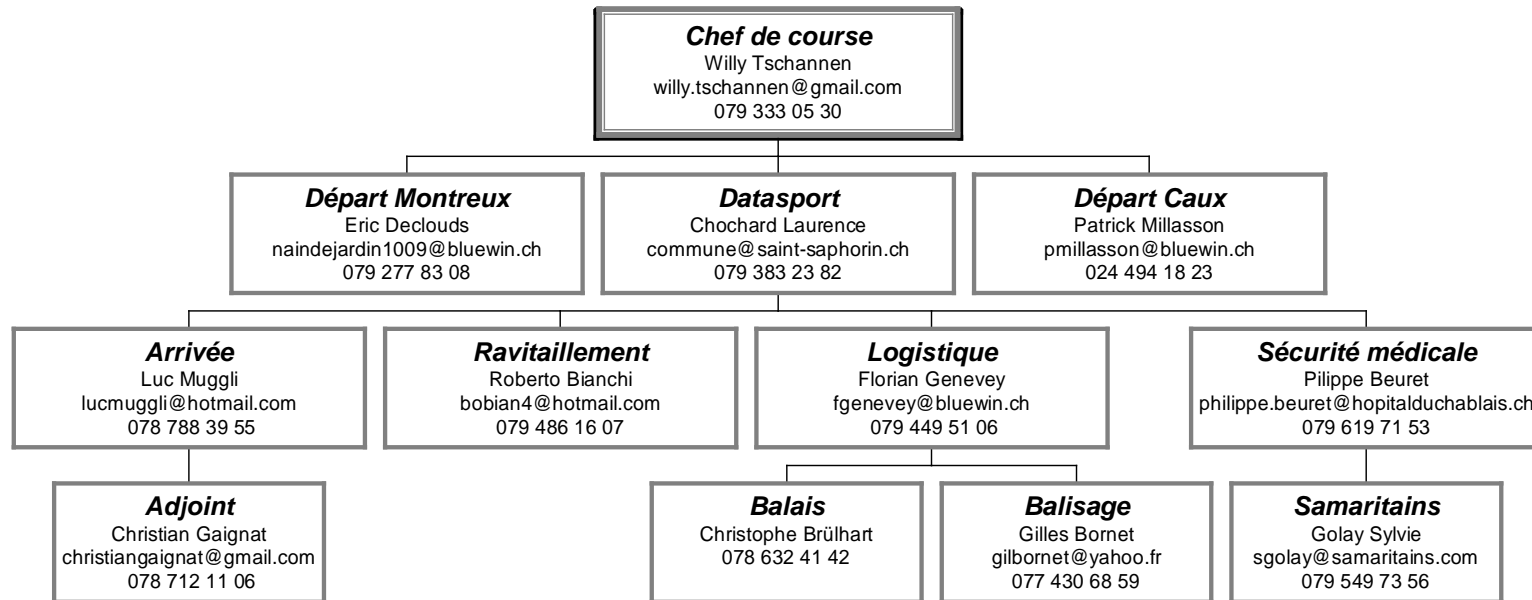 Chef de course
Willy Tschannen
willy.tschannen@gmail.com
079 333 05 30
Départ Montreux
Eric Declouds
naindejardin1009@bluewin.ch
079 277 83 08
Datasport
Chochard Laurence
commune@saint-saphorin.ch
079 383 23 82
Départ Caux
Patrick Millasson
pmillasson@bluewin.ch
024 494 18 23
Arrivée
Luc Muggli
lucmuggli@hotmail.com
078 788 39 55
Ravitaillement
Roberto Bianchi
bobian4@hotmail.com
079 486 16 07
Logistique
Florian Genevey
fgenevey@bluewin.ch
079 449 51 06
Sécurité médicale
Pilippe Beuret
philippe.beuret@hopitalduchablais.ch
079 619 71 53
Adjoint
Christian Gaignat
christiangaignat@gmail.com
078 712 11 06
Balais
Christophe Brülhart
078 632 41 42
Balisage
Gilles Bornet
gilbornet@yahoo.fr
077 430 68 59
Samaritains
Golay Sylvie
sgolay@samaritains.com
079 549 73 56